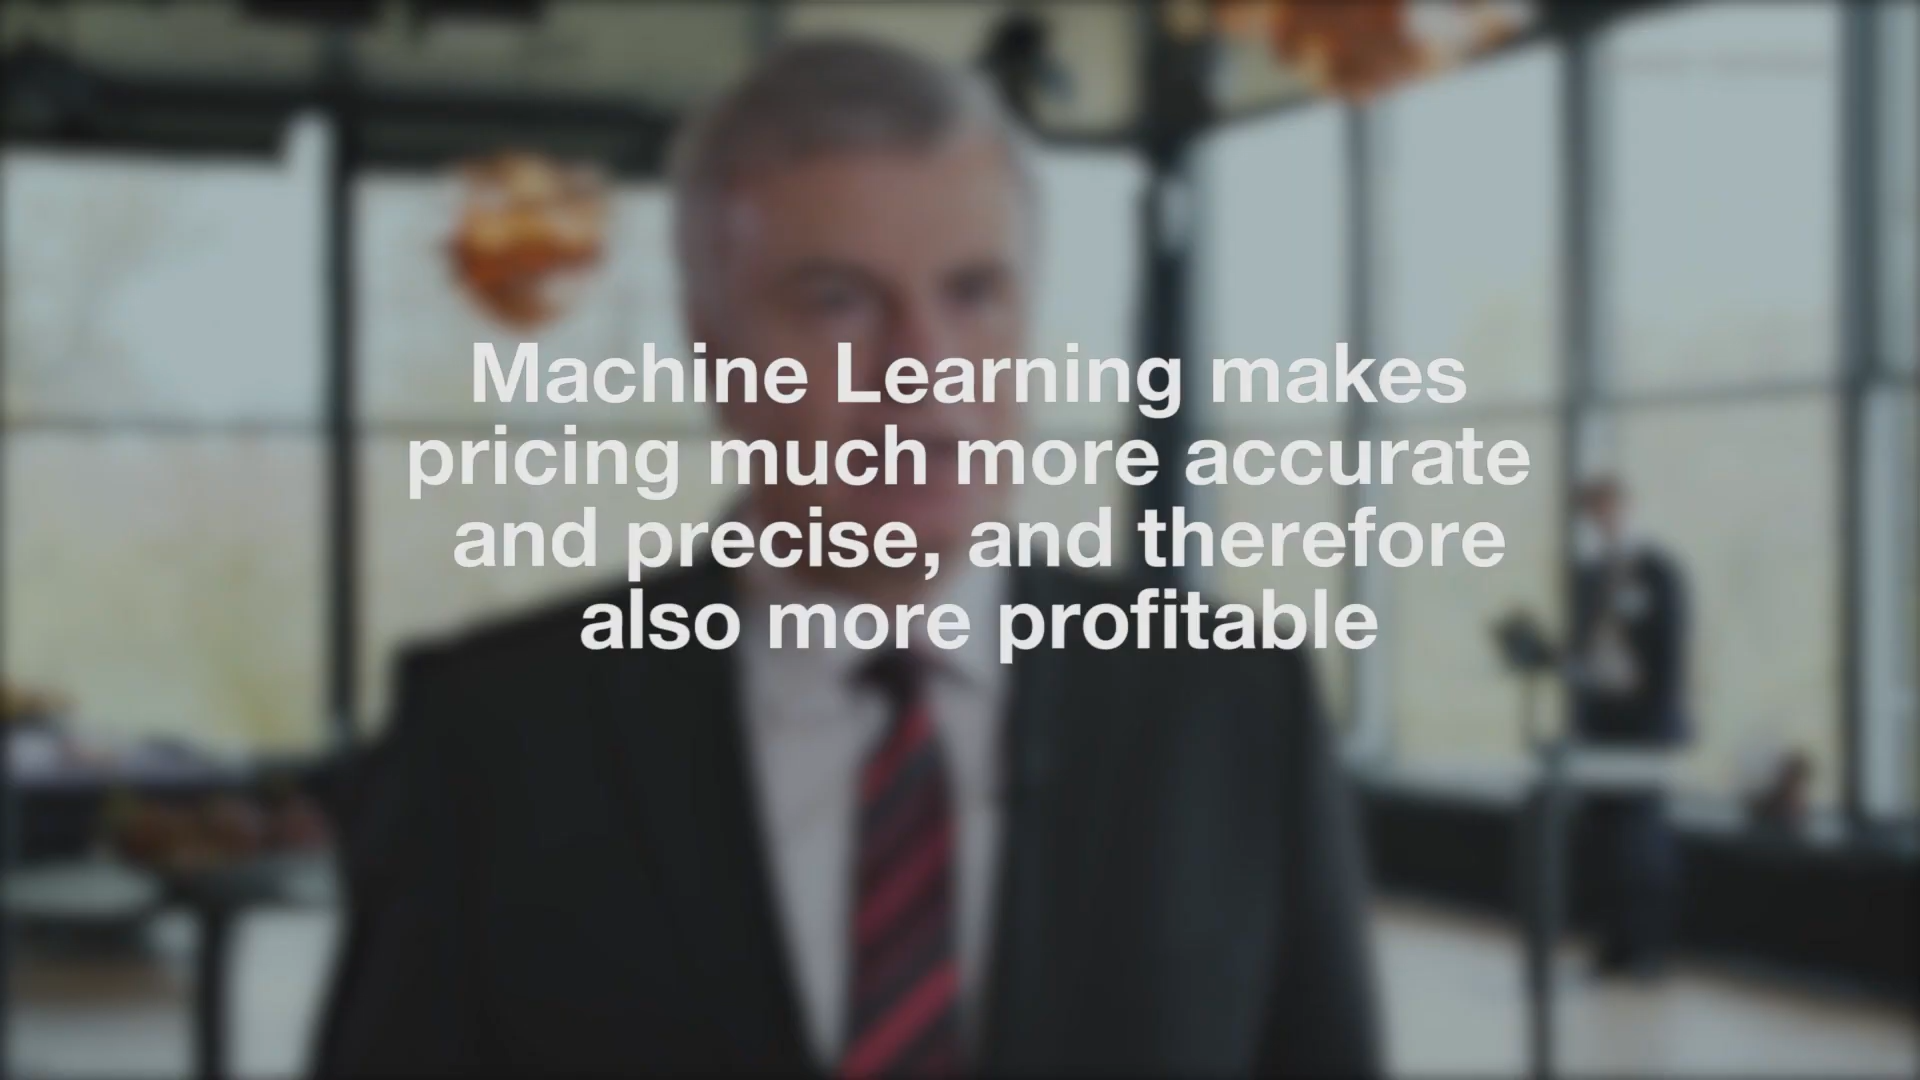 Machine Learning makes
pricing much more accurate
and precise, and therefore
also more profitable